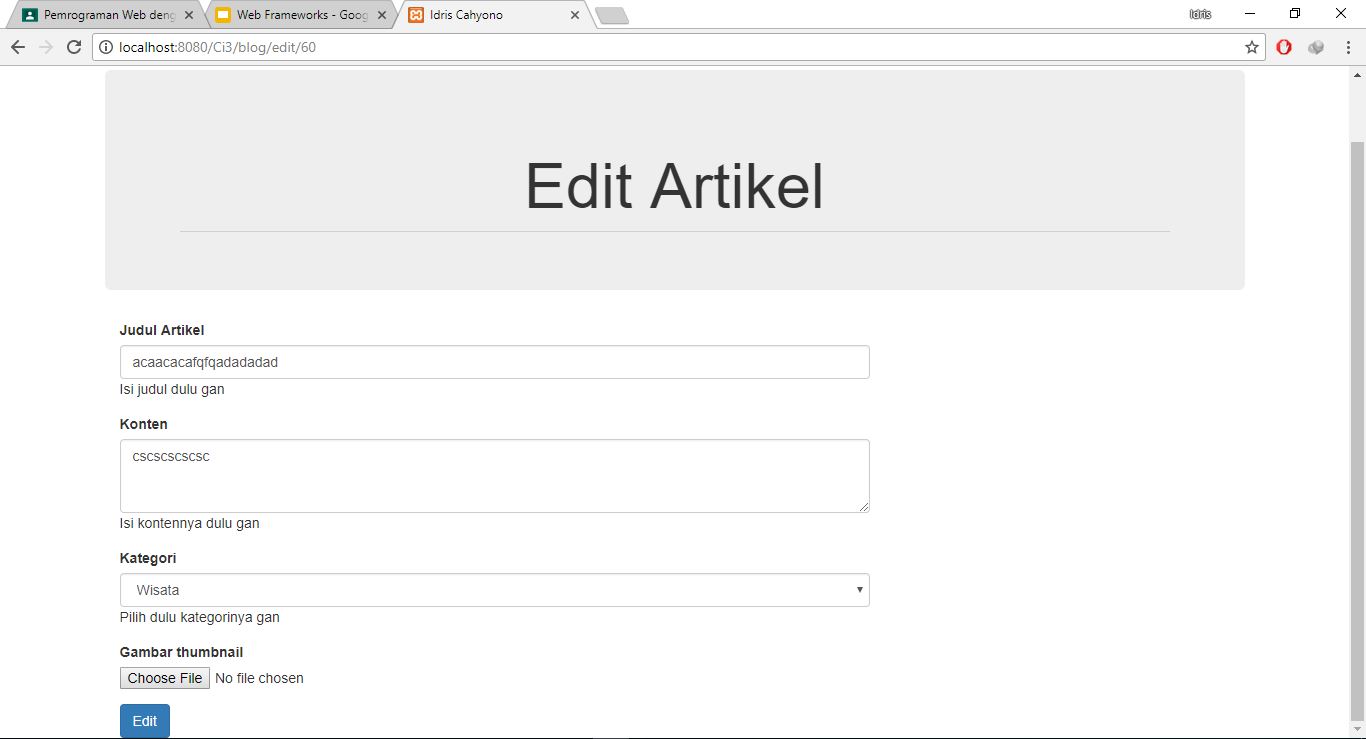 Pemrograman Web deng
Web Frameworks - Goog
Idris Cahyono
Idris
localhost:8080/Ci3/blog/edit/60
Edit Artikel
Judul Artikel
acaacacafqfqadadadad
Isi judul dulu gan
Konten
cscscscscsc
Isi kontennya dulu gan
Kategori
Wisata
Pilih dulu kategorinya gan
Gambar thumbnail
Choose File No file chosen
Edit